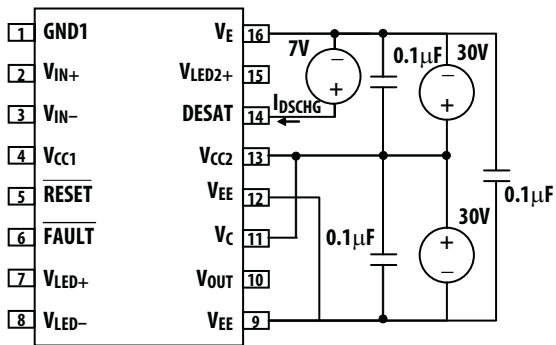 1 GND1 VE 16
2 VIN+ VLED2+ 15
3 VIN– DESAT 14
4 VCC1 VCC2 13
5 RESET VEE 12
6 FAULT VC 11
7 VLED+ VOUT 10
8 VLED– VEE 9
7V
–
+
IDSCHG
0.1μF
30V
–
+
0.1μF
30V
+
–
0.1μF